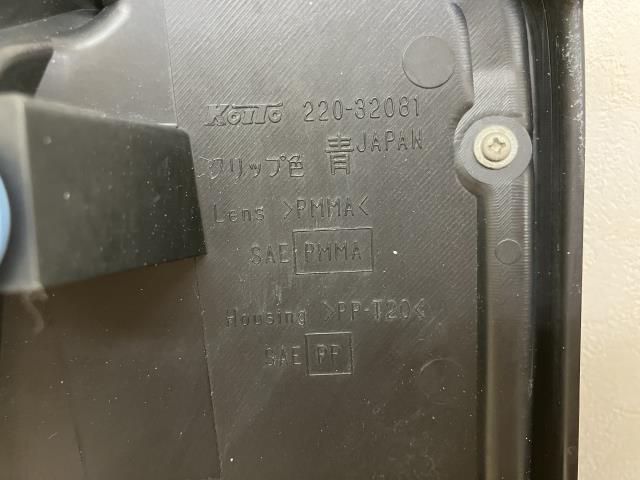 KOITO 220-32081
クリップ色 青 JAPAN
Lens >PMMA<
SAE PMMA
Housing >PP-T20<
SAE PP